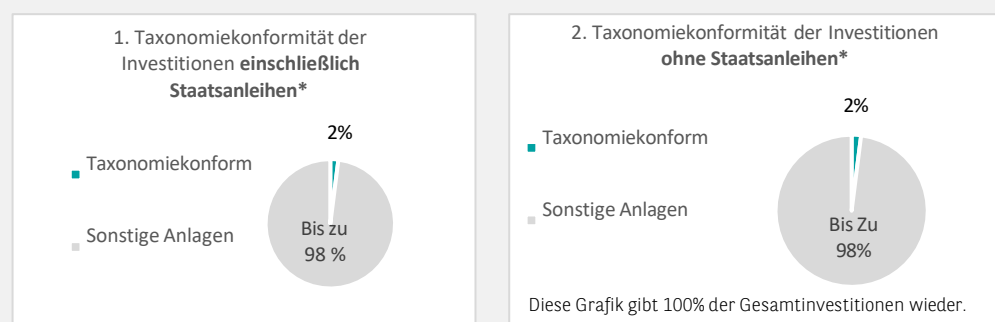 1. Taxonomiekonformität der
Investitionen einschließlich
Staatsanleihen*
2%
Taxonomiekonform
Sonstige Anlagen
Bis zu
98 %
2. Taxonomiekonformität der Investitionen
ohne Staatsanleihen*
2%
Taxonomiekonform
Sonstige Anlagen
Bis Zu
98%
Diese Grafik gibt 100% der Gesamtinvestitionen wieder.